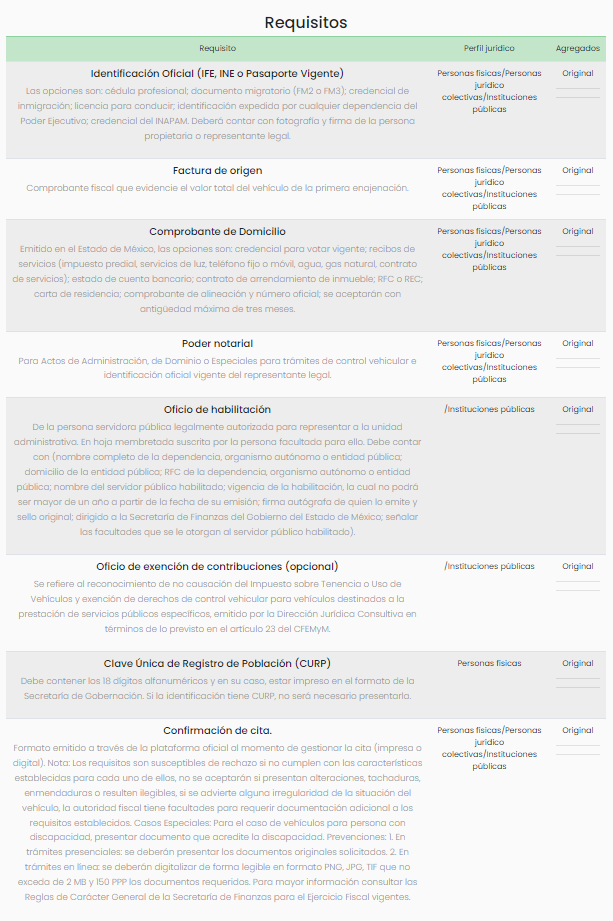 Requisitos
Requisito Perfil jurídico Agregados
Identificación Oficial (IFE, INE o Pasaporte Vigente)
Las opciones son: cédula profesional; documento migratorio (FM2 o FM3); credencial de
inmigración; licencia para conducir; identificación expedida por cualquier dependencia del
Poder Ejecutivo; credencial del INAPAM. Deberá contar con fotografía y firma de la persona
propietaria o representante legal.
Personas físicas/Personas
jurídico
colectivas/Instituciones
públicas
Original
Factura de origen
Comprobante fiscal que evidencie el valor total del vehículo de la primera enajenación.
Personas físicas/Personas
jurídico
colectivas/Instituciones
públicas
Original
Comprobante de Domicilio
Emitido en el Estado de México, las opciones son: credencial para votar vigente; recibos de
servicios (impuesto predial, servicios de luz, teléfono fijo o móvil, agua, gas natural, contrato
de servicios); estado de cuenta bancario; contrato de arrendamiento de inmueble; RFC o REC;
carta de residencia; comprobante de alineación y número oficial; se aceptarán con
antigüedad máxima de tres meses.
Personas físicas/Personas
jurídico
colectivas/Instituciones
públicas
Original
Poder notarial
Para Actos de Administración, de Dominio o Especiales para trámites de control vehicular e
identificación oficial vigente del representante legal.
Personas físicas/Personas
jurídico
colectivas/Instituciones
públicas
Original
Oficio de habilitación
De la persona servidora pública legalmente autorizada para representar a la unidad
administrativa. En hoja membretada suscrita por la persona facultada para ello. Debe contar
con (nombre completo de la dependencia, organismo autónomo o entidad pública;
domicilio de la entidad pública; RFC de la dependencia, organismo autónomo o entidad
pública; nombre del servidor público habilitado; vigencia de la habilitación, la cual no podrá
ser mayor de un año a partir de la fecha de su emisión; firma autógrafa de quien lo emite y
sello original; dirigido a la Secretaría de Finanzas del Gobierno del Estado de México; señalar
las facultades que se le otorgan al servidor público habilitado).
/Instituciones públicas
Original
Oficio de exención de contribuciones (opcional)
Se refiere al reconocimiento de no causación del Impuesto sobre Tenencia o Uso de
Vehículos y exención de derechos de control vehicular para vehículos destinados a la
prestación de servicios públicos específicos, emitido por la Dirección Jurídica Consultiva en
términos de lo previsto en el artículo 23 del CFEMyM.
/Instituciones públicas
Original
Clave Única de Registro de Población (CURP)
Debe contener los 18 dígitos alfanuméricos y en su caso, estar impreso en el formato de la
Secretaría de Gobernación. Si la identificación tiene CURP, no será necesario presentarla.
Personas físicas
Original
Confirmación de cita.
Formato emitido a través de la plataforma oficial al momento de gestionar la cita (impresa o
digital). Nota: Los requisitos son susceptibles de rechazo si no cumplen con las características
establecidas para cada uno de ellos, no se aceptarán si presentan alteraciones, tachaduras,
enmendaduras o resulten ilegibles, si se advierte alguna irregularidad de la situación del
vehículo, la autoridad fiscal tiene facultades para requerir documentación adicional a los
requisitos establecidos. Casos Especiales: Para el caso de vehículos para persona con
discapacidad, presentar documento que acredite la discapacidad. Prevenciones: 1. En
trámites presenciales: se deberán presentar los documentos originales solicitados. 2. En
trámites en línea: se deberán digitalizar de forma legible en formato PNG, JPG, TIF que no
exceda de 2 MB y 150 PPP los documentos requeridos. Para mayor información consultar las
Reglas de Carácter General de la Secretaría de Finanzas para el Ejercicio Fiscal vigentes.
Personas físicas/Personas
jurídico
colectivas/Instituciones
públicas
Original